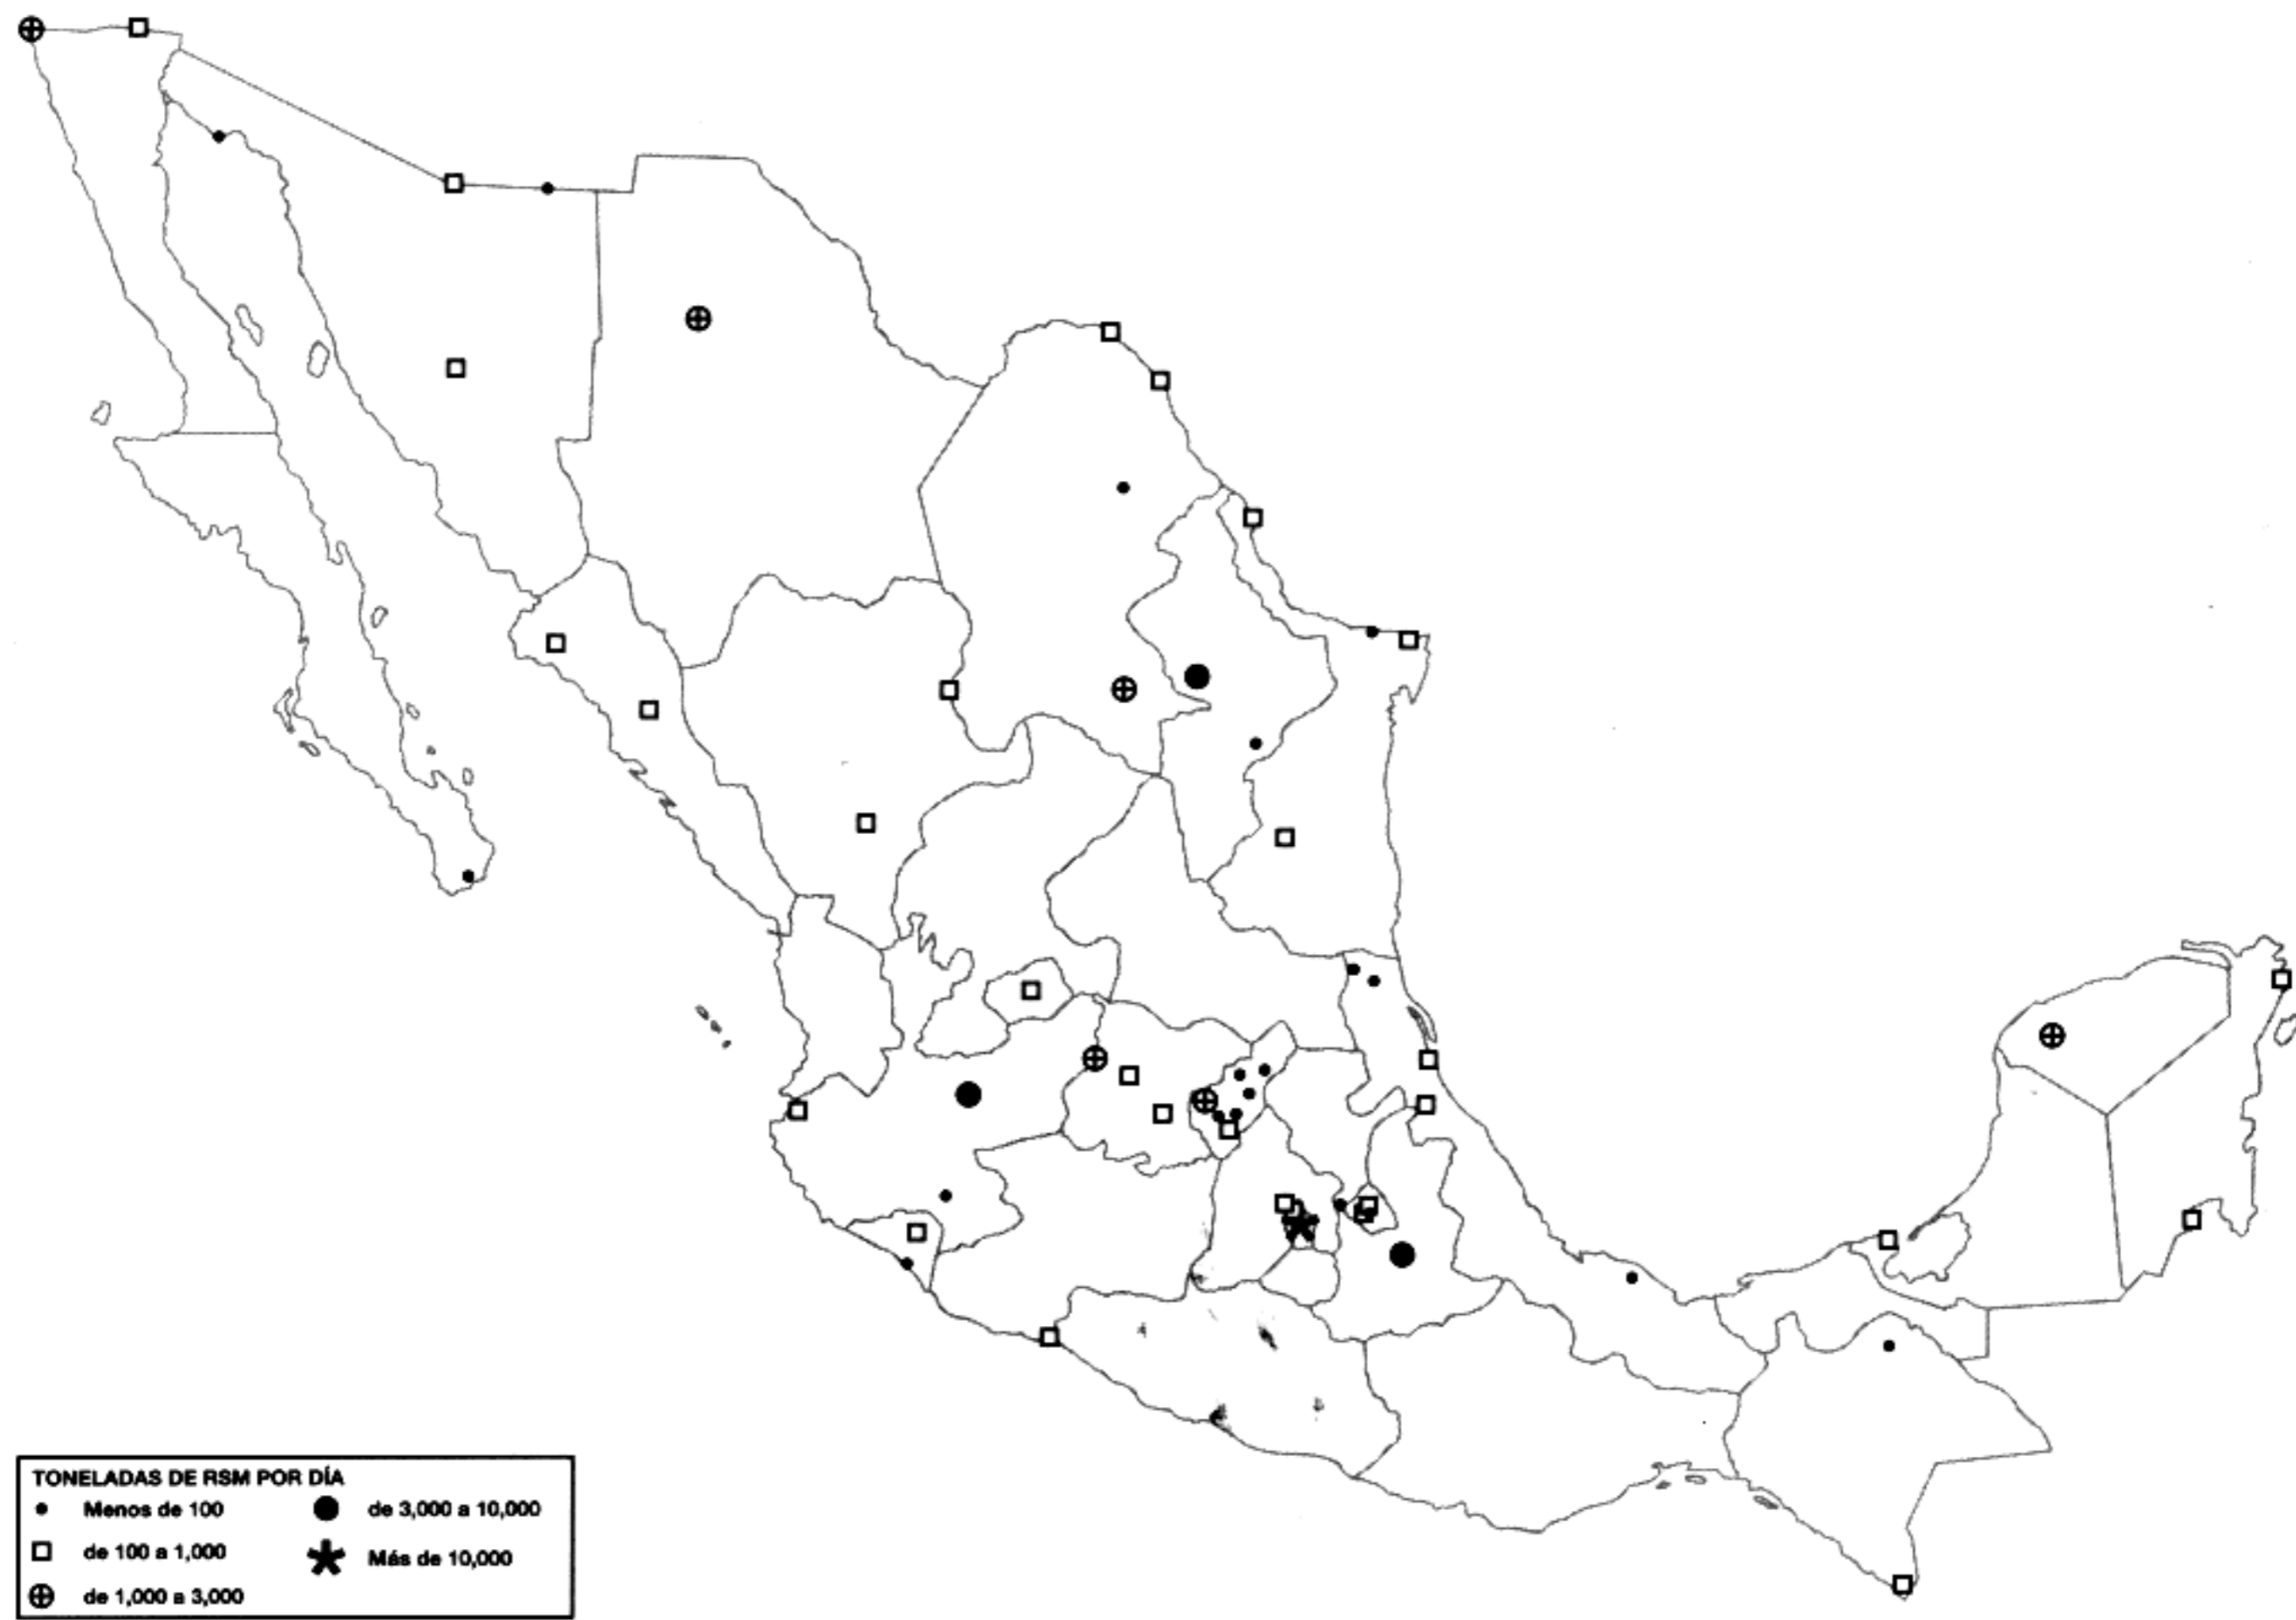 TONELADAS DE RSM POR DÍA
Menos de 100
de 100 a 1,000
de 1,000 a 3,000
de 3,000 a 10,000
Más de 10,000